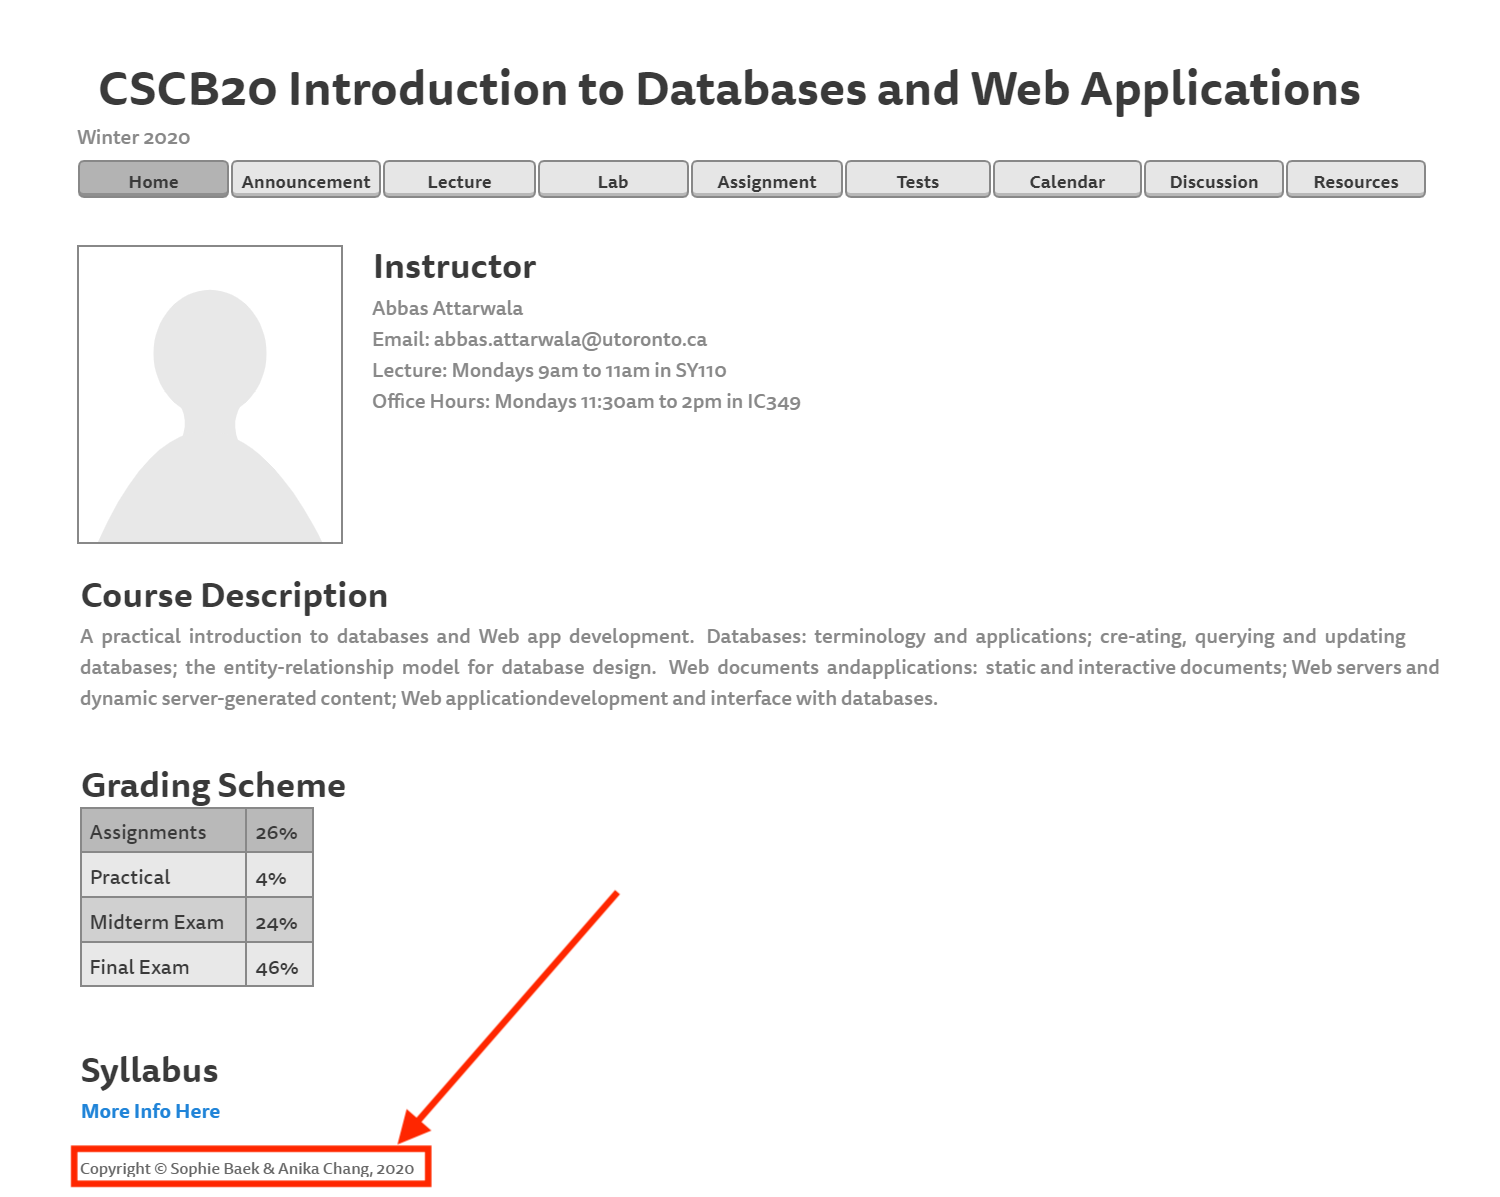 CSCB20 Introduction to Databases and Web Applications
Winter 2020
Home Announcement Lecture Lab Assignment Tests Calendar Discussion Resources
Instructor
Abbas Attarwala
Email: abbas.attarwala@utoronto.ca
Lecture: Mondays 9am to 11am in SY110
Office Hours: Mondays 11:30am to 2pm in IC349
Course Description
A practical introduction to databases and Web app development. Databases: terminology and applications; cre-ating, querying and updating
databases; the entity-relationship model for database design. Web documents andapplications: static and interactive documents; Web servers and
dynamic server-generated content; Web applicationdevelopment and interface with databases.
Grading Scheme
Assignments 26%
Practical 4%
Midterm Exam 24%
Final Exam 46%
Syllabus
More Info Here
Copyright © Sophie Baek & Anika Chang, 2020